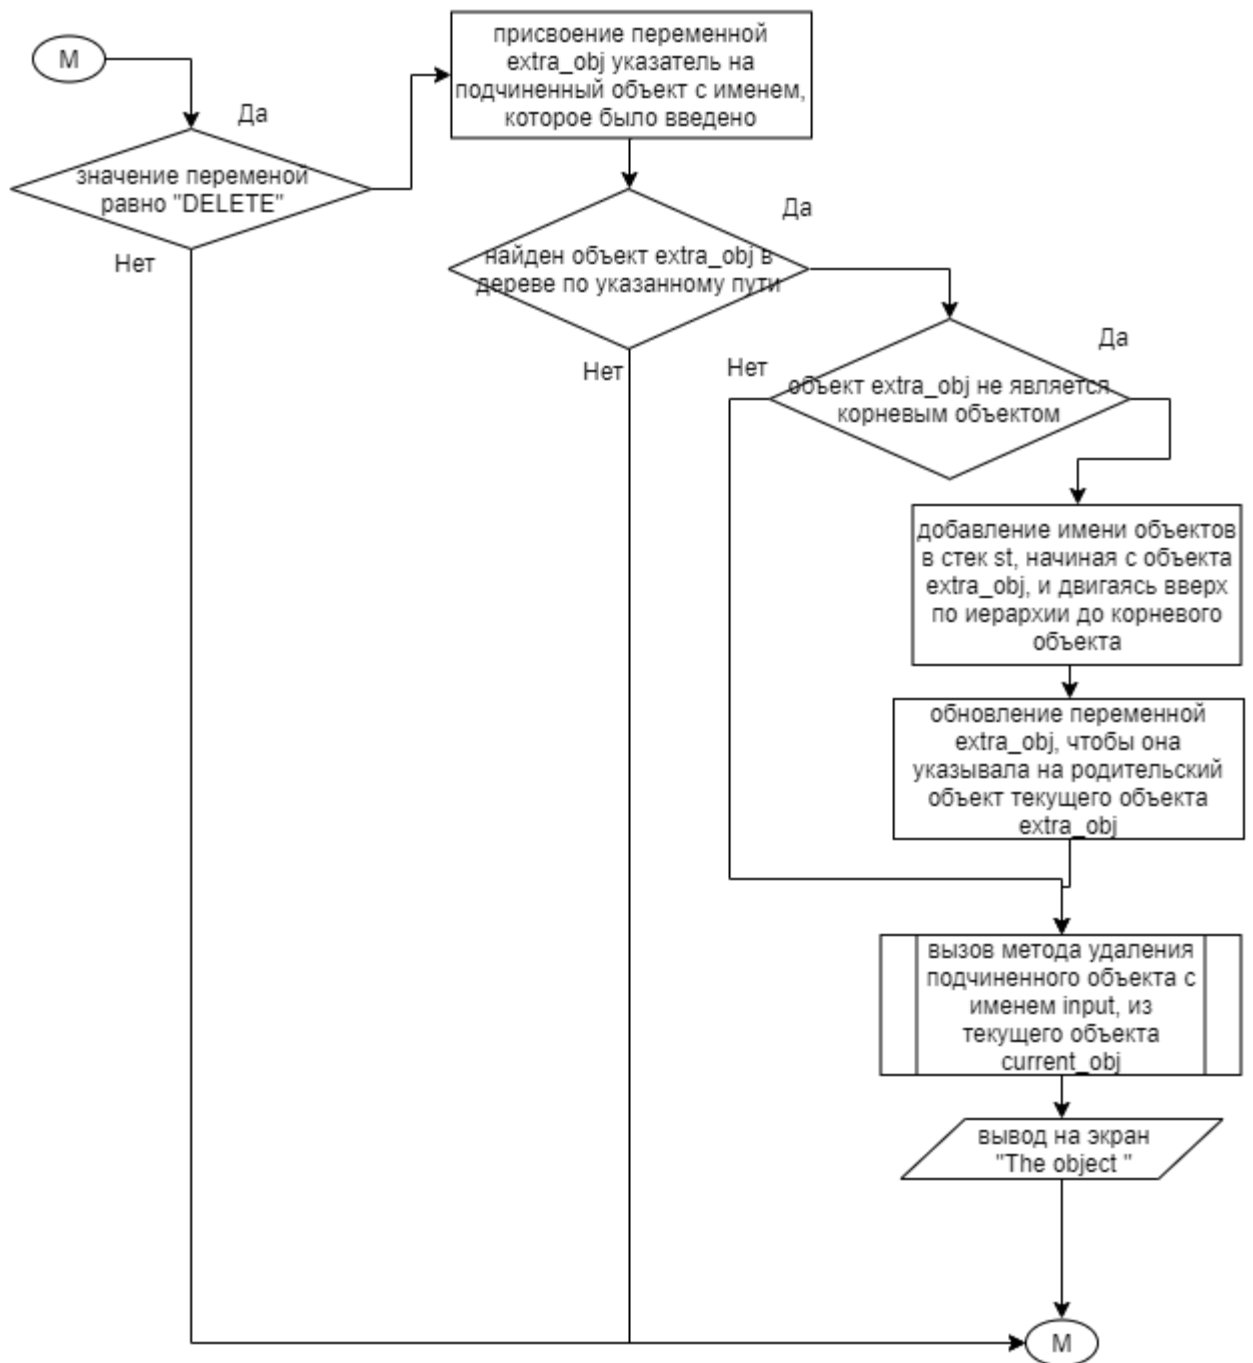 М
Да
значение переменой
равно "DELETE"
Нет
присвоение переменной
extra_obj указатель на
подчиненный объект с именем,
которое было введено
Да
найден объект extra_obj в
дереве по указанному пути
Нет
Да
Нет
объект extra_obj не является
корневым объектом
добавление имени объектов
в стек st, начиная с объекта
extra_obj, и двигаясь вверх
по иерархии до корневого
объекта
обновление переменной
extra_obj, чтобы она
указывала на родительский
объект текущего объекта
extra_obj
вызов метода удаления
подчиненного объекта с
именем input, из
текущего объекта
current_obj
вывод на экран
"The object "
М